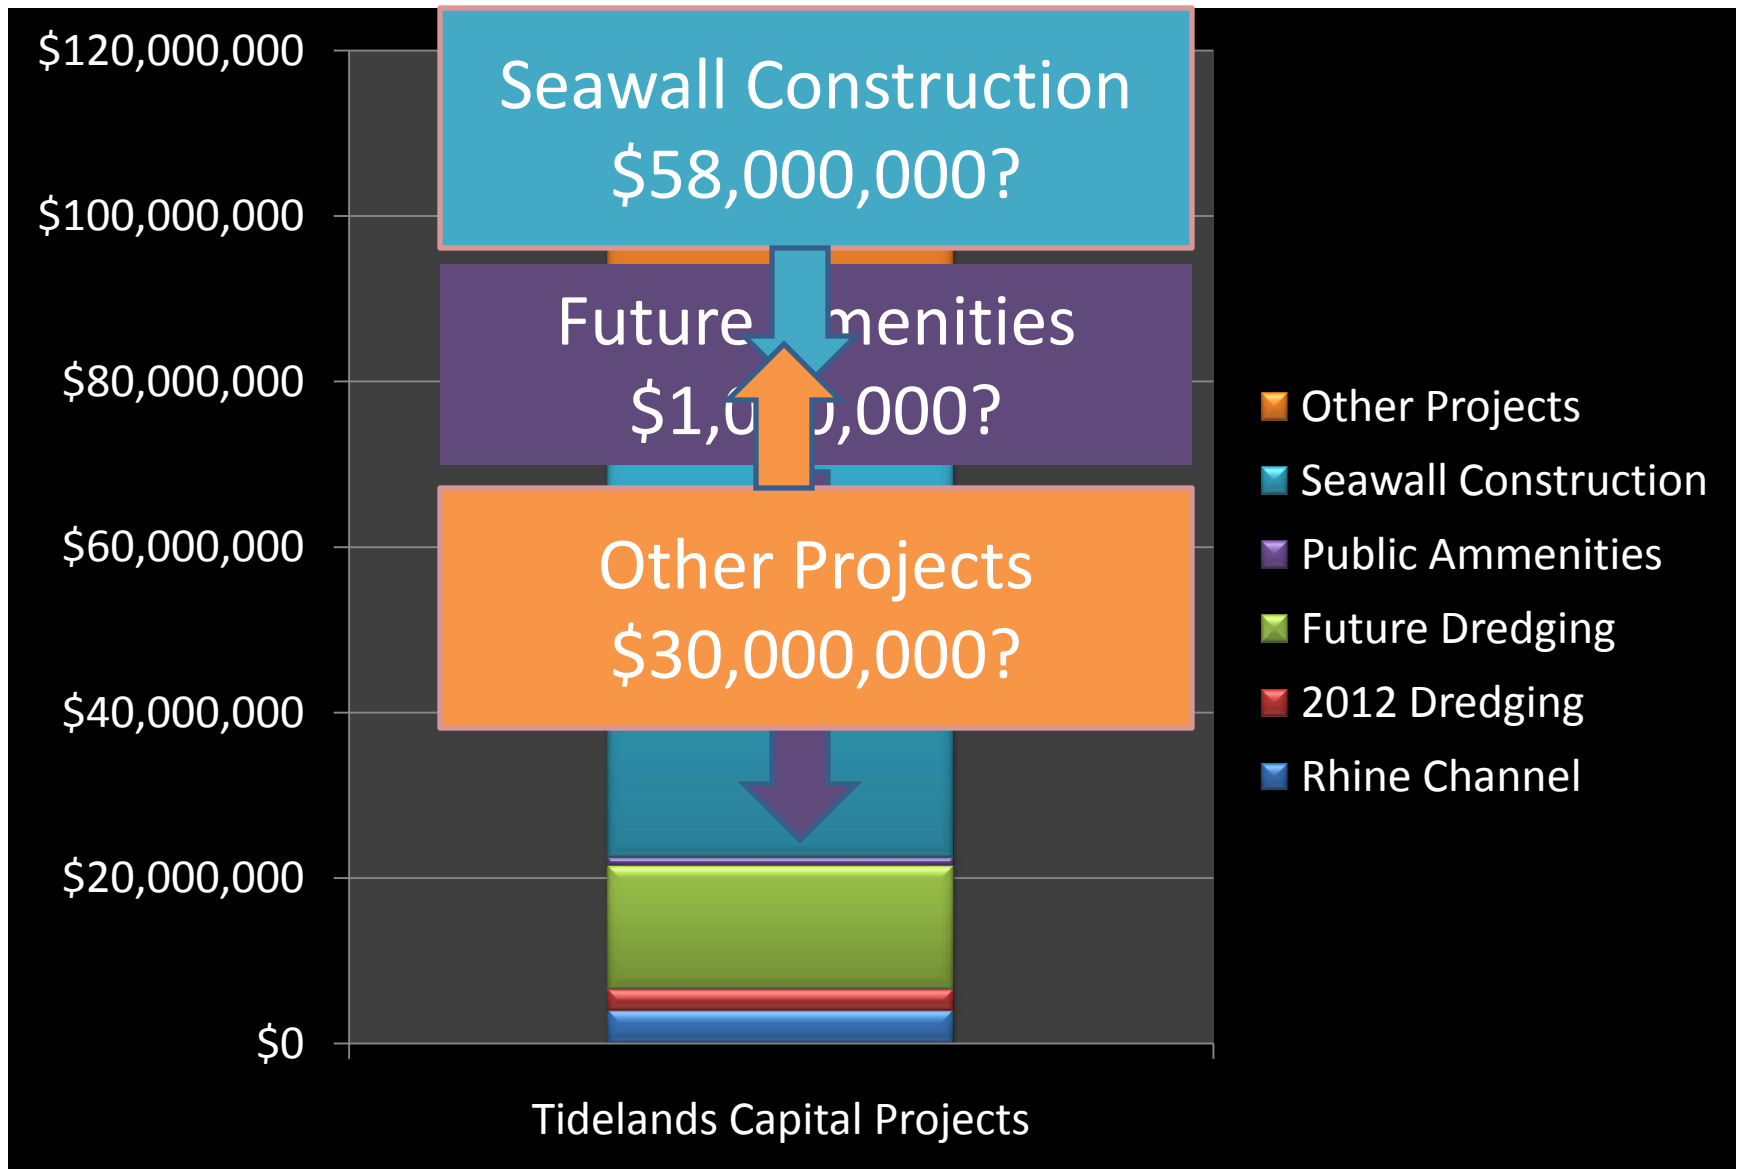 $120,000,000
$100,000,000
$80,000,000
$60,000,000
$40,000,000
$20,000,000
$0
Seawall Construction
$58,000,000?
Future Amenities
$1,000,000?
Other Projects
$30,000,000?
Tidelands Capital Projects
Other Projects
Seawall Construction
Public Ammenities
Future Dredging
2012 Dredging
Rhine Channel